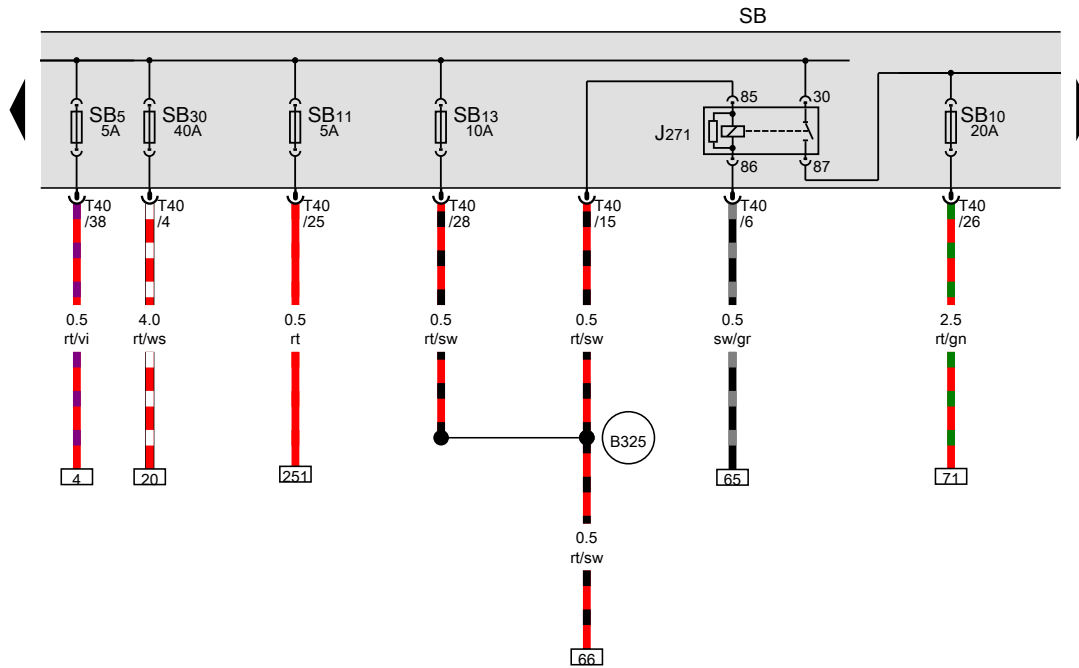 SB
SB5
5A
SB30
40A
SB11
5A
SB13
10A
85
30
J271
86
87
SB10
20A
T40
/38
T40
/4
T40
/25
T40
/28
T40
/15
T40
/6
T40
/26
0.5
rt/vi
4.0
rt/ws
0.5
rt
0.5
rt/sw
0.5
rt/sw
0.5
sw/gr
2.5
rt/gn
B325
4
20
251
65
71
0.5
rt/sw
66